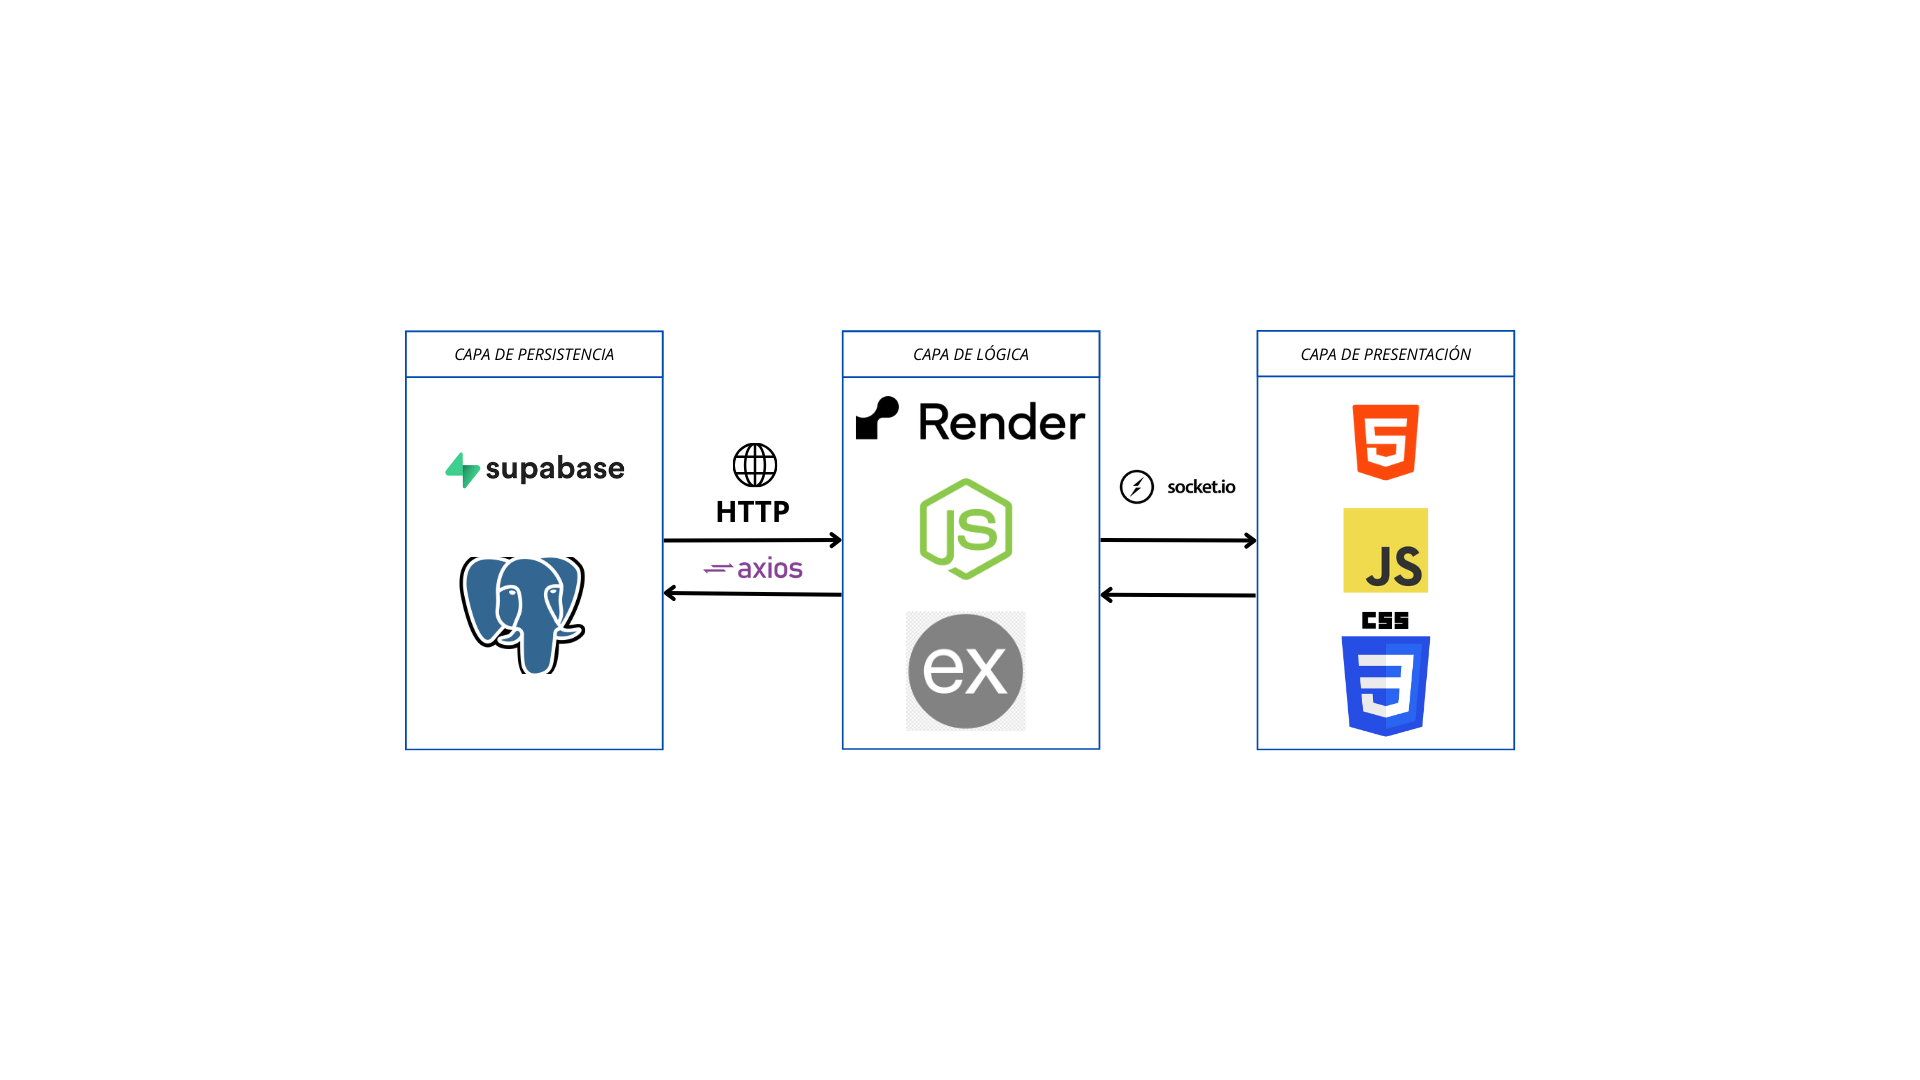 CAPA DE PERSISTENCIA
supabase
HTTP
axios
CAPA DE LÓGICA
Render
JS
ex
socket.io
CAPA DE PRESENTACIÓN
5
JS
CSS
3